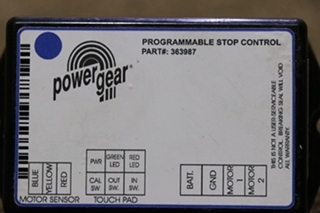 PROGRAMMABLE STOP CONTROL
PART#: 363987
powergear
THIS IS NOT A USER-SERVICEABLE
CONTROL - BREAKING SEAL WILL VOID
ALL WARRANTY.
BLUE
YELLOW
RED
MOTOR SENSOR
PWR
GREEN LED
RED LED
CAL SW
OUT SW.
IN SW.
TOUCH PAD
BATT.
GND
MOTOR 1
MOTOR 2